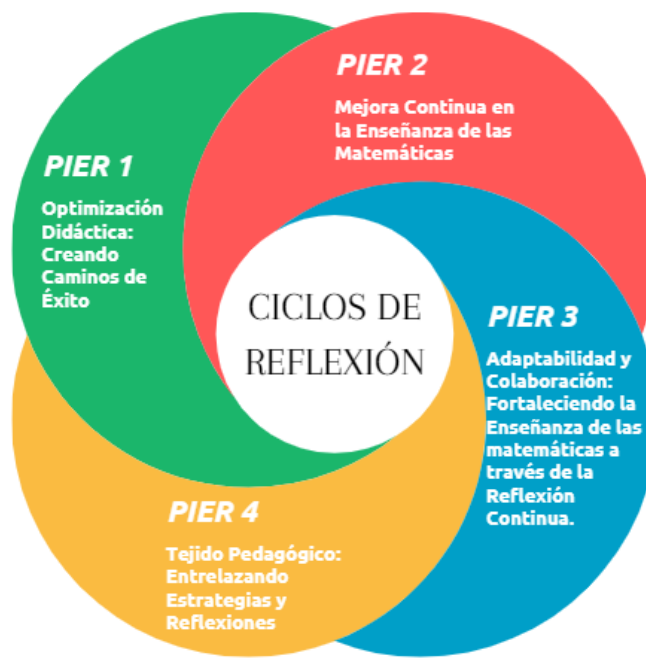 PIER 1
Optimización
Didáctica:
Creando
Caminos de
Éxito
PIER 2
Mejora Continua en
la Enseñanza de las
Matemáticas
CICLOS DE
REFLEXIÓN
PIER 3
Adaptabilidad y
Colaboración:
Fortaleciendo la
Enseñanza de las
matemáticas a
través de la
Reflexión
Continua.
PIER 4
Tejido Pedagógico:
Entrelazando
Estrategias y
Reflexiones